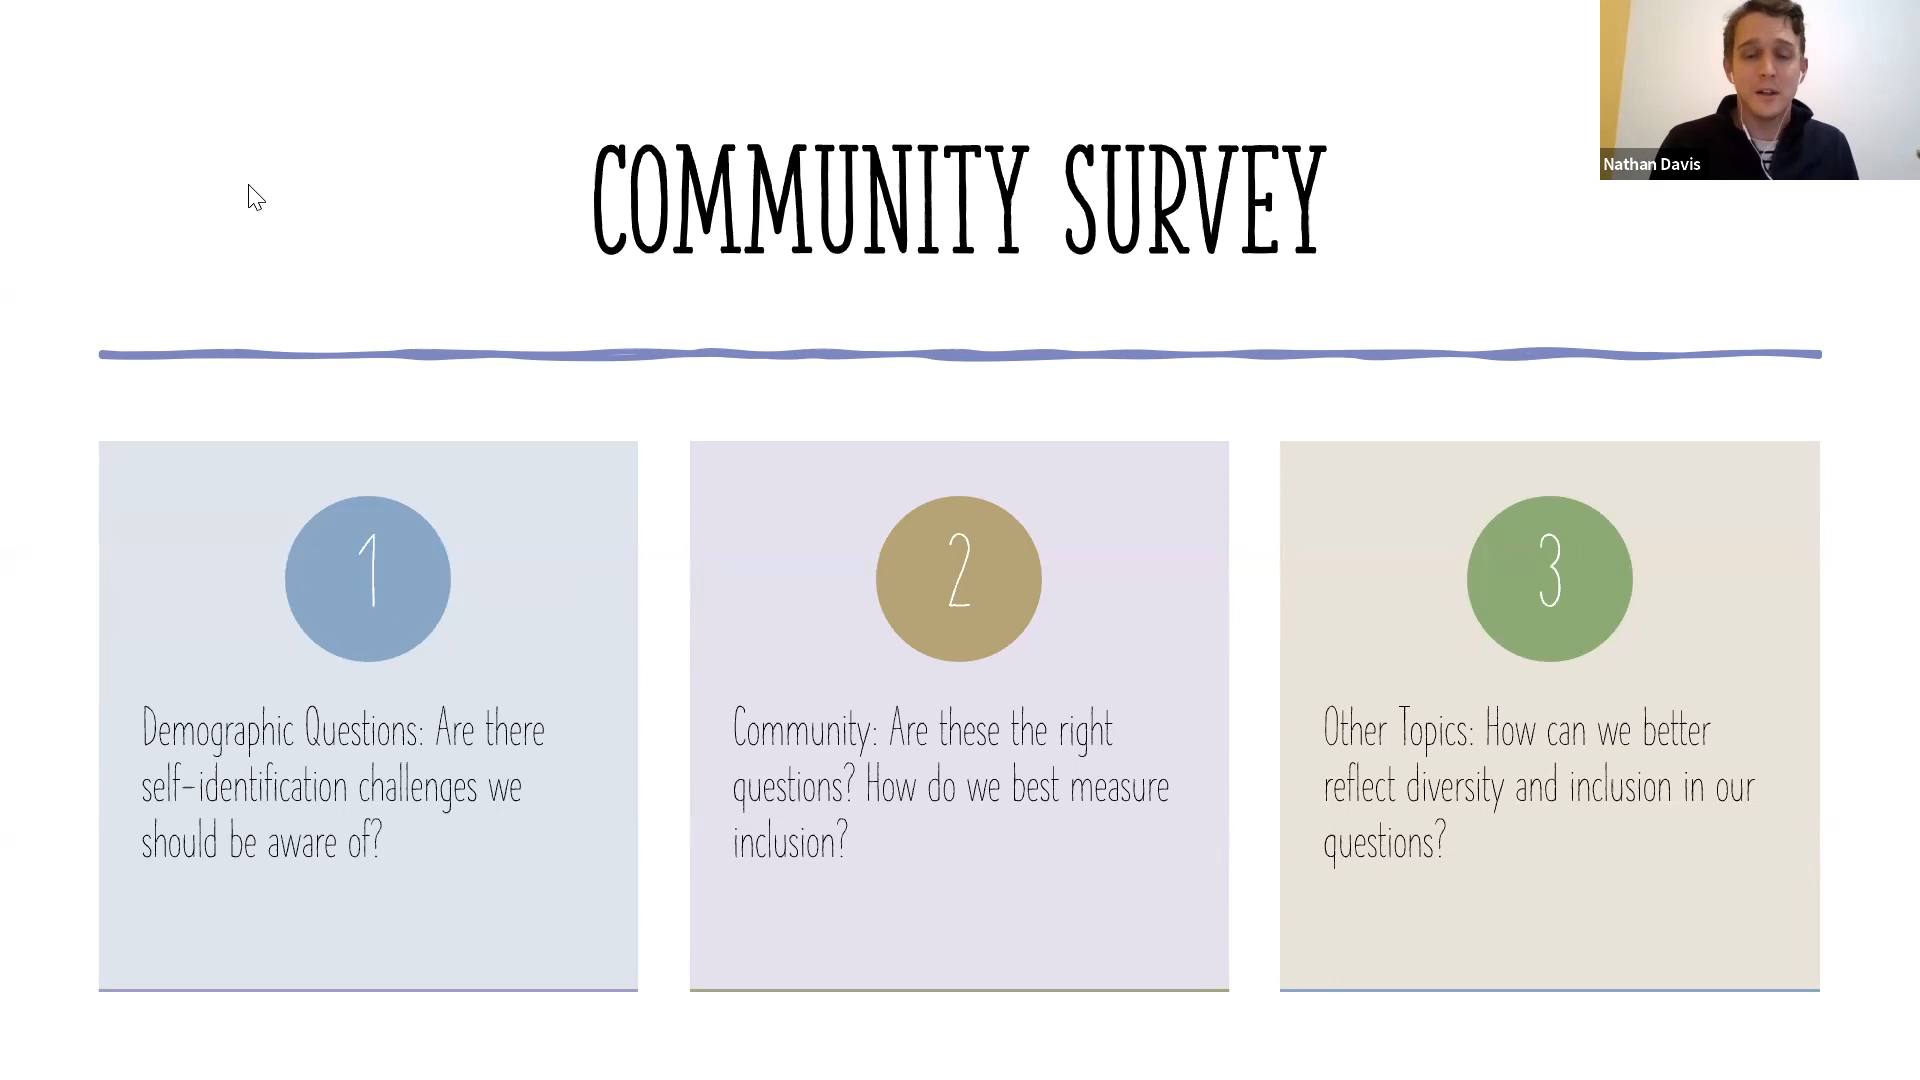 COMMUNITY SURVEY
Nathan Davis
1
Demographic Questions: Are there
self-identification challenges we
should be aware of?
2
Community: Are these the right
questions? How do we best measure
inclusion?
3
Other Topics: How can we better
reflect diversity and inclusion in our
questions?